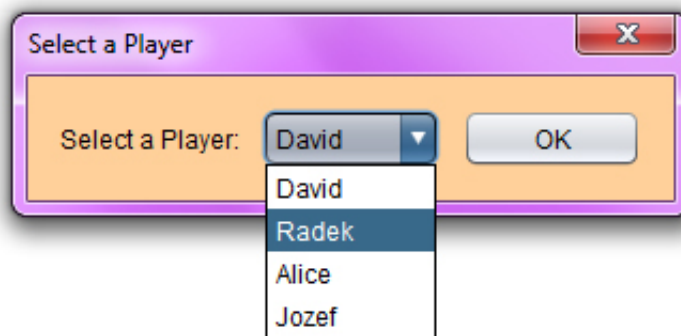 Select a Player
Select a Player: David OK
David
Radek
Alice
Jozef